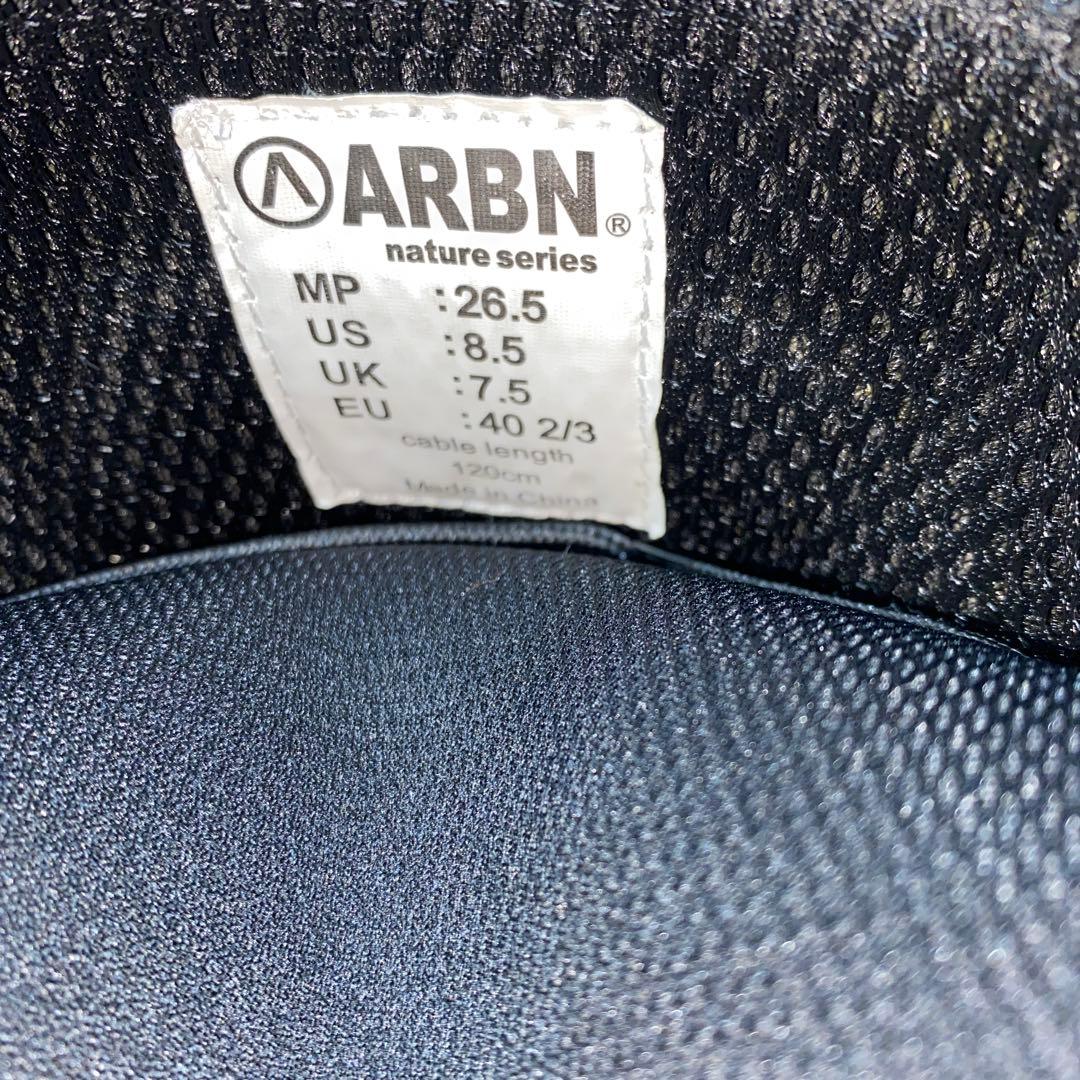 ARBN®
nature series
MP :26.5
US :8.5
UK :7.5
EU :40 2/3
cable length
120cm
Made in China